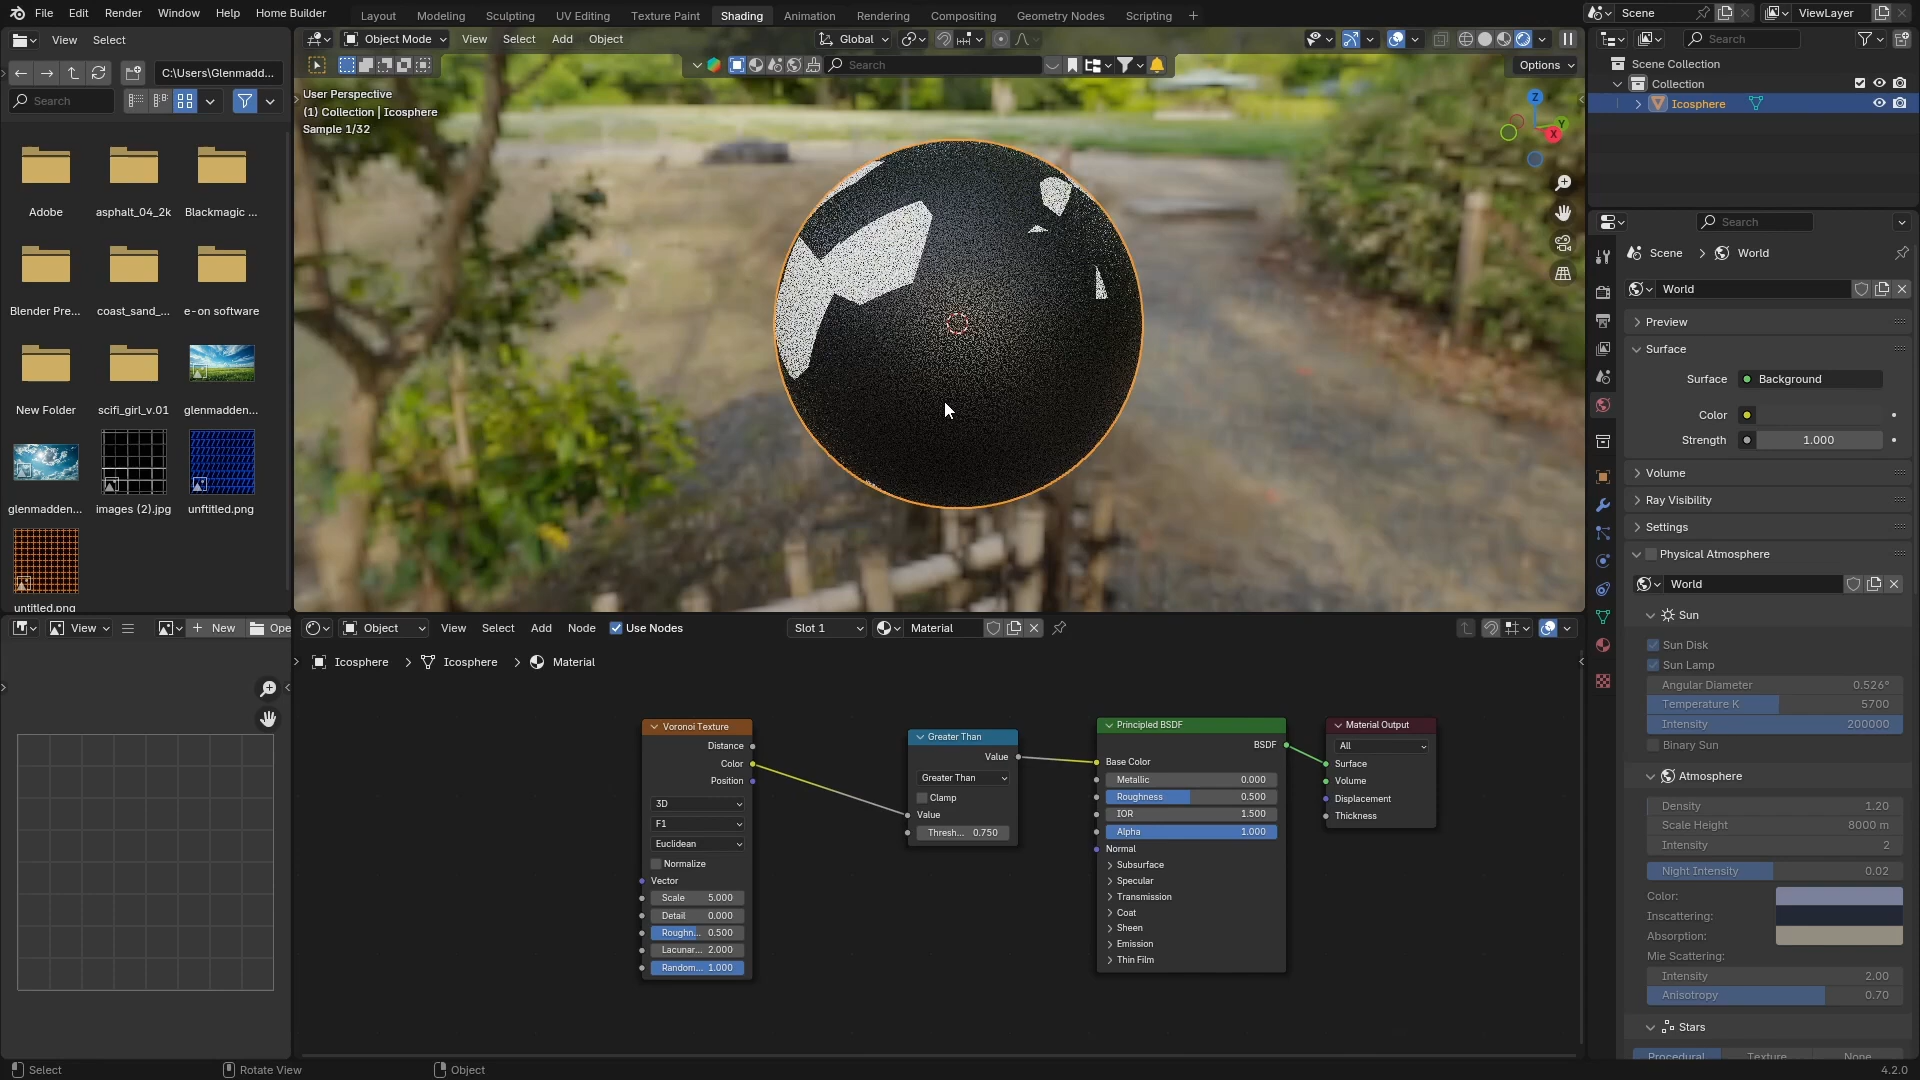 File Edit Render Window Help Home Builder
Layout Modeling Sculpting UV Editing Texture Paint Shading Animation Rendering Compositing Geometry Nodes Scripting
Scene
ViewLayer
View Select
C:\Users\Glenmadd...
Search
Adobe asphalt_04_2k Blackmagic ...
Blender Pre... coast_sand_... e-on software
New Folder scifi_girl_v.01 glenmadden...
glenmadden... images (2).jpg unftitled.png
untitled.png
Object Mode View Select Add Object
Global
Search
Options
User Perspective
(1) Collection | Icosphere
Sample 1/32
Z
Y
X
Search
Scene Collection
Collection
Icosphere
Search
Scene World
World
Preview
Surface
Surface Background
Color
Strength 1.000
Volume
Ray Visibility
Settings
Physical Atmosphere
World
Sun
Sun Disk
Sun Lamp
Angular Diameter 0.526°
Temperature K 5700
Intensity 200000
Binary Sun
Atmosphere
Density 1.20
Scale Height 8000 m
Intensity 2
Night Intensity 0.02
Color:
Inscattering:
Absorption:
Mie Scattering:
Intensity 2.00
Anisotropy 0.70
Stars
Procedural Texture None
View
New
Ope
Object View Select Add Node Use Nodes
Slot 1
Material
Icosphere Icosphere Material
Voronoi Texture
Distance
Color
Position
3D
F1
Euclidean
Normalize
Vector
Scale 5.000
Detail 0.000
Roughn... 0.500
Lacunar... 2.000
Random... 1.000
Greater Than
Value
Greater Than
Clamp
Value
Thresh... 0.750
Principled BSDF
BSDF
Base Color
Metallic 0.000
Roughness 0.500
IOR 1.500
Alpha 1.000
Normal
Subsurface
Specular
Transmission
Coat
Sheen
Emission
Thin Film
Material Output
All
Surface
Volume
Displacement
Thickness
Select
Rotate View
Object
4.2.0